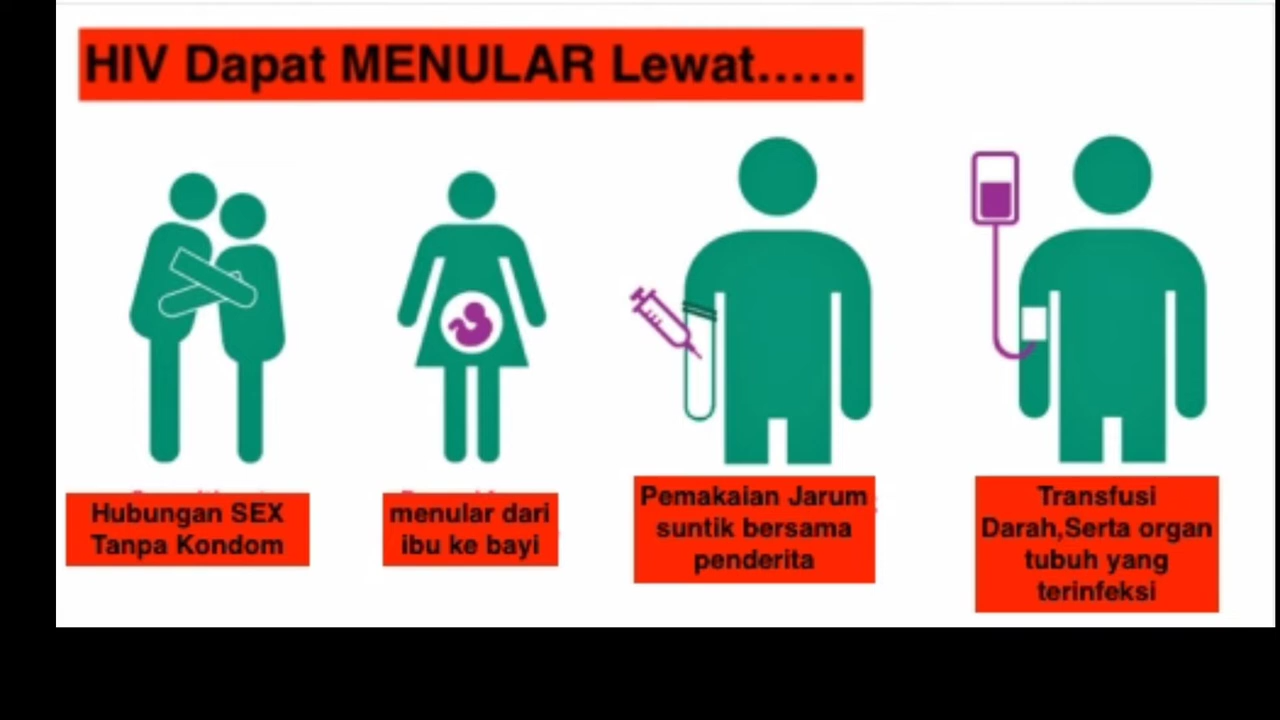 HIV Dapat MENULAR Lewat......
Hubungan SEX
Tanpa Kondom
menular dari
ibu ke bayi
Pemakaian Jarum
suntik bersama
penderita
Transfusi
Darah,Serta organ
tubuh yang
terinfeksi